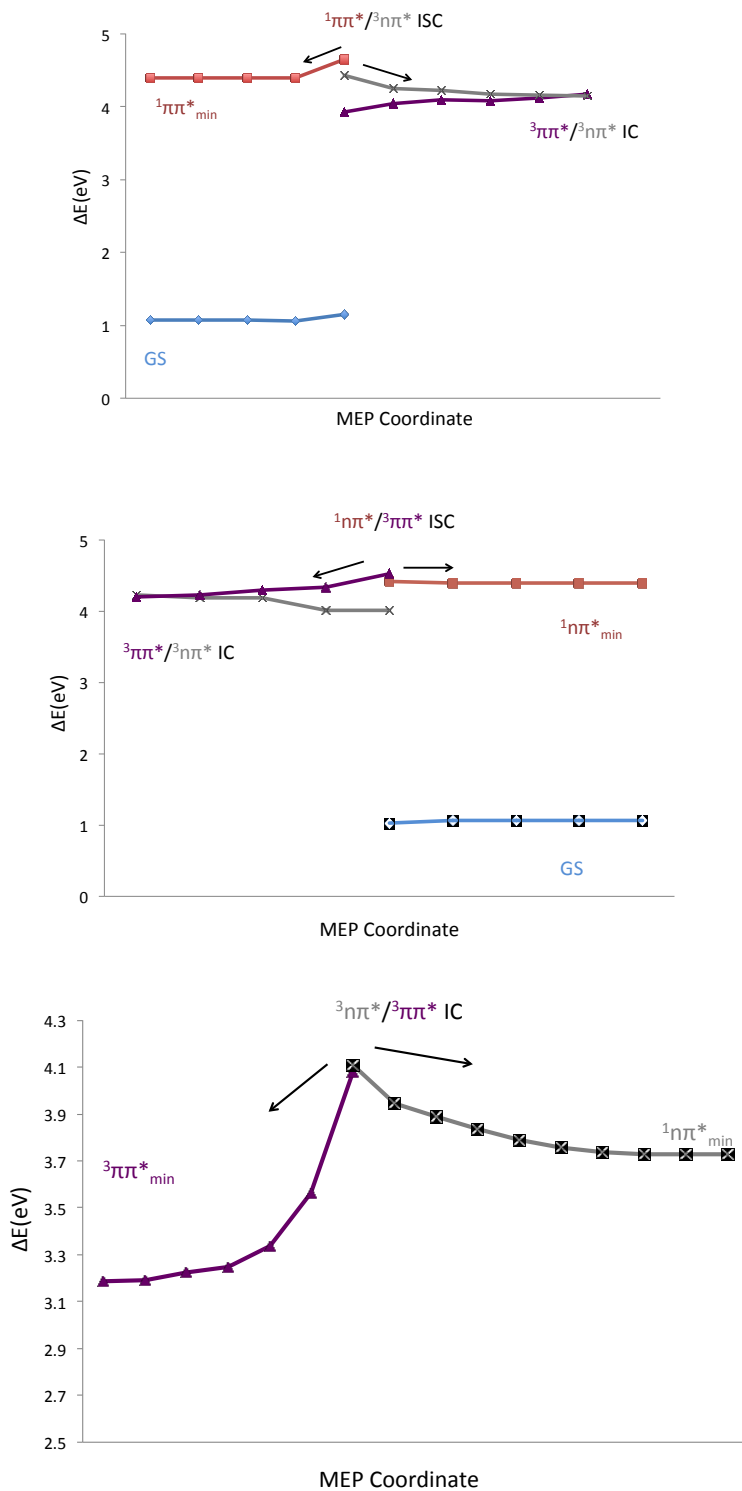 ¹ππ*/³nπ* ISC
5
4
3
2
1
0
ΔE(eV)
¹ππ*min
³ππ*/³nπ* IC
GS
MEP Coordinate
¹nπ*/³ππ* ISC
5
4
3
2
1
0
ΔE(eV)
¹nπ*min
³ππ*/³nπ* IC
GS
MEP Coordinate
³nπ*/³ππ* IC
4.3
4.1
3.9
3.7
3.5
3.3
3.1
2.9
2.7
2.5
ΔE(eV)
¹nπ*min
³ππ*min
MEP Coordinate